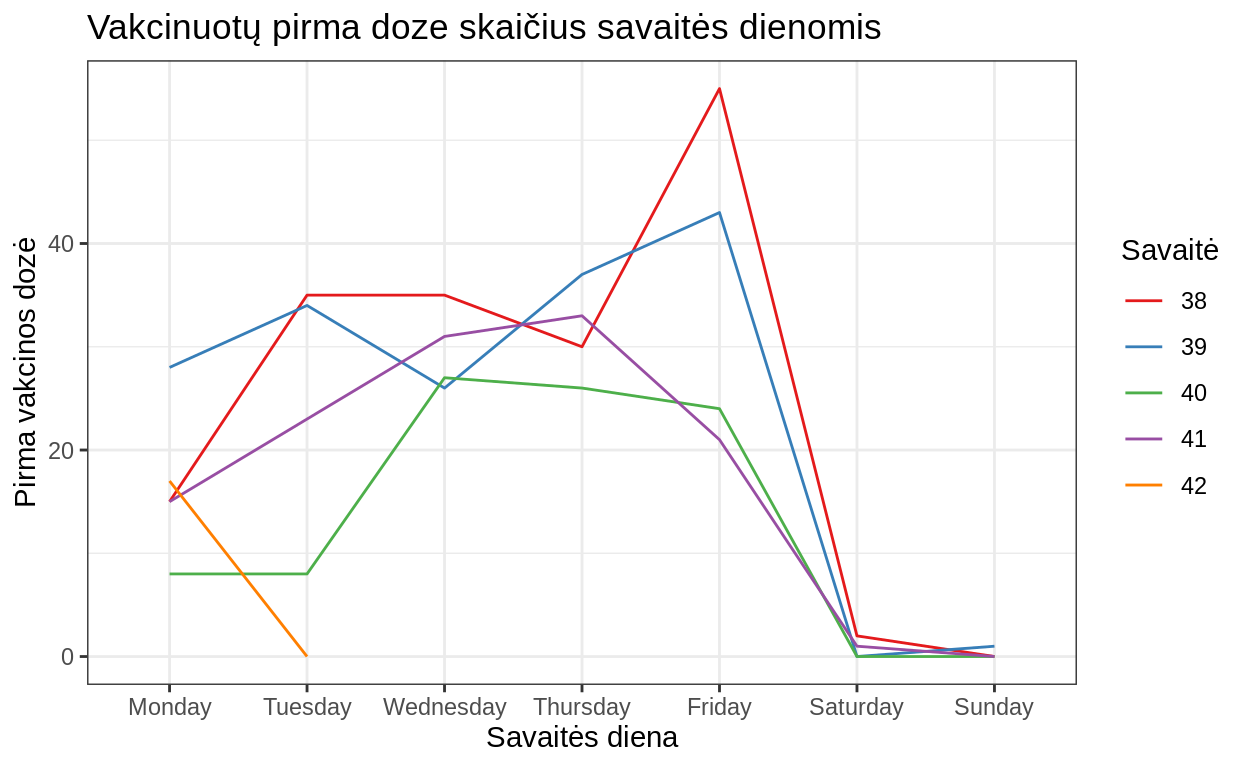 Vakcinuotų pirma doze skaičius savaitės dienomis
Pirma vakcinos dozė
40
20
0
Monday Tuesday Wednesday Thursday Friday Saturday Sunday
Savaitės diena
Savaitė
38
39
40
41
42